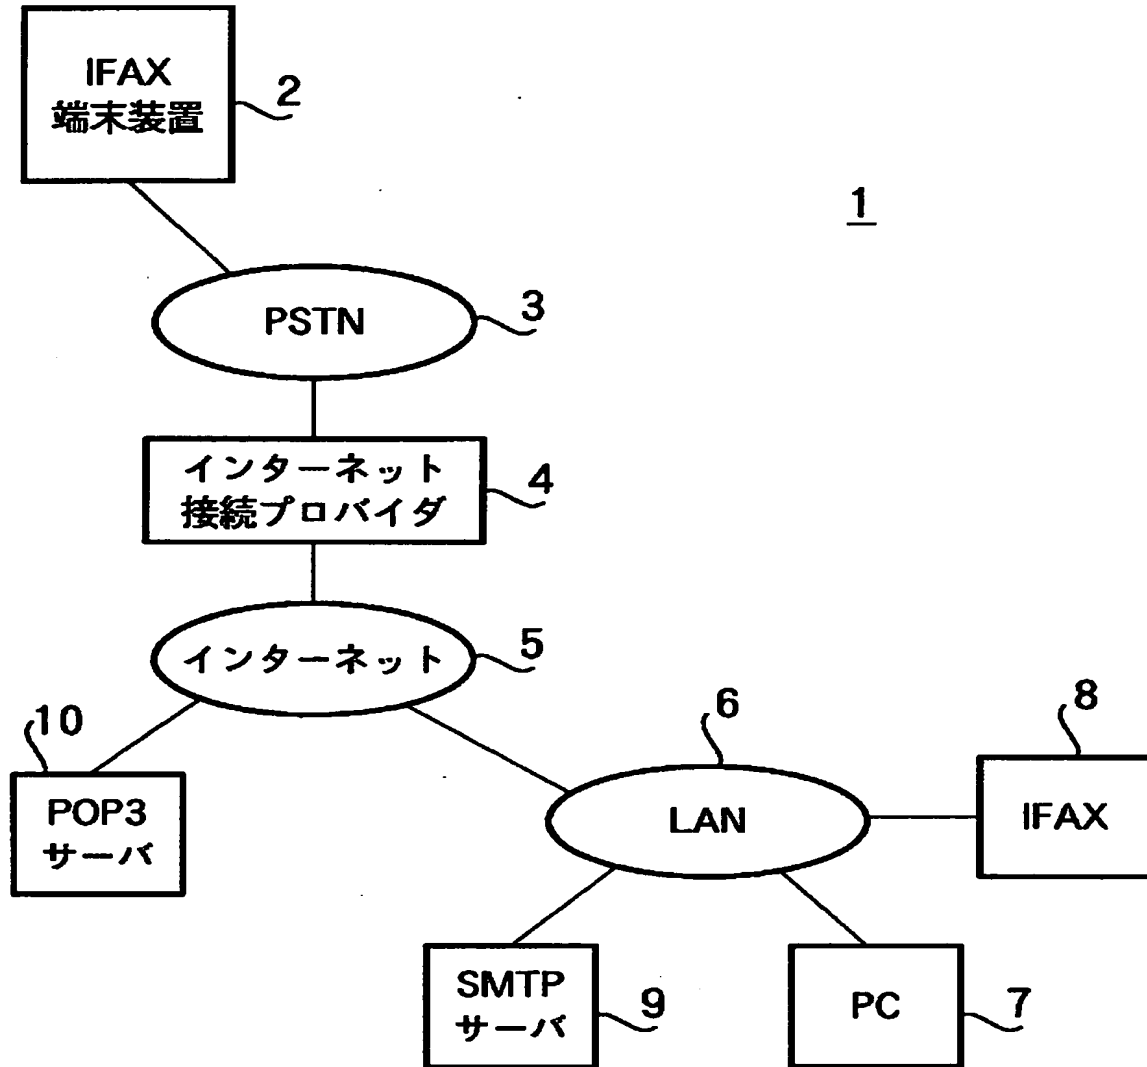 IFAX
端末装置
2
1
PSTN
3
インターネット
接続プロバイダ
4
インターネット
5
10
POP3
サーバ
6
LAN
8
IFAX
SMTP
サーバ
9
PC
7